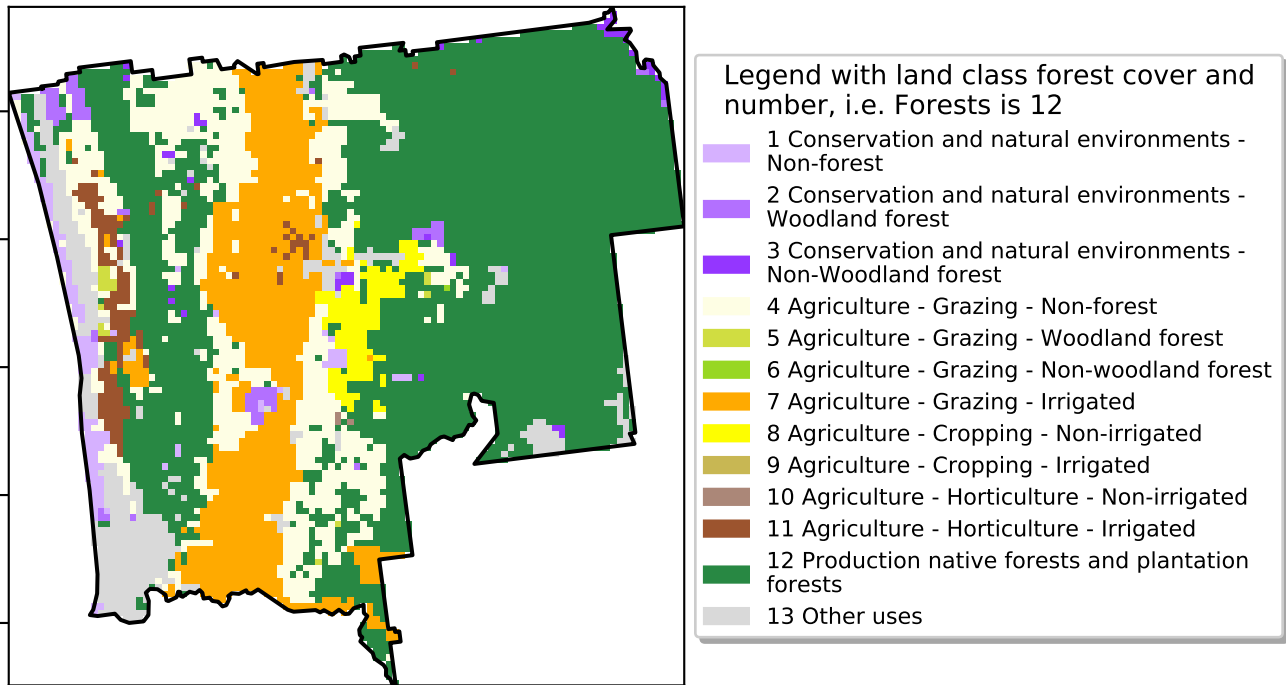 Legend with land class forest cover and
number, i.e. Forests is 12
1 Conservation and natural environments -
Non-forest
2 Conservation and natural environments -
Woodland forest
3 Conservation and natural environments -
Non-Woodland forest
4 Agriculture - Grazing - Non-forest
5 Agriculture - Grazing - Woodland forest
6 Agriculture - Grazing - Non-woodland forest
7 Agriculture - Grazing - Irrigated
8 Agriculture - Cropping - Non-irrigated
9 Agriculture - Cropping - Irrigated
10 Agriculture - Horticulture - Non-irrigated
11 Agriculture - Horticulture - Irrigated
12 Production native forests and plantation
forests
13 Other uses